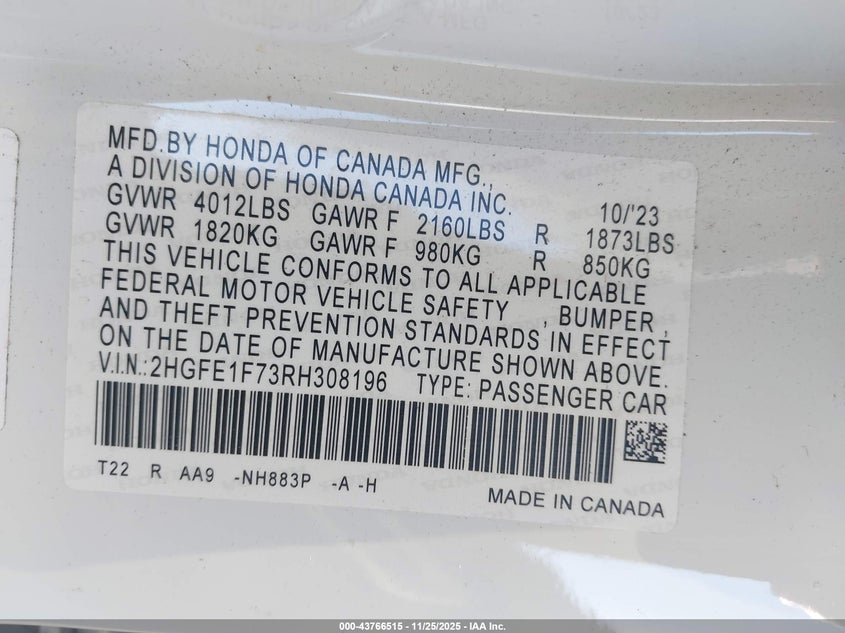 MFD.BY HONDA OF CANADA MFG.,
A DIVISION OF HONDA CANADA INC. 10/'23
GVWR 4012LBS GAWR F 2160LBS R 1873LBS
GVWR 1820KG GAWR F 980KG R 850KG
THIS VEHICLE CONFORMS TO ALL APPLICABLE
FEDERAL MOTOR VEHICLE SAFETY , BUMPER ,
AND THEFT PREVENTION STANDARDS IN EFFECT
ON THE DATE OF MANUFACTURE SHOWN ABOVE.
V.I.N.:2HGFE1F73RH308196 TYPE: PASSENGER CAR
T22 R AA9 -NH883P -A -H
MADE IN CANADA
000-43766515 - 11/25/2025 - IAA Inc.